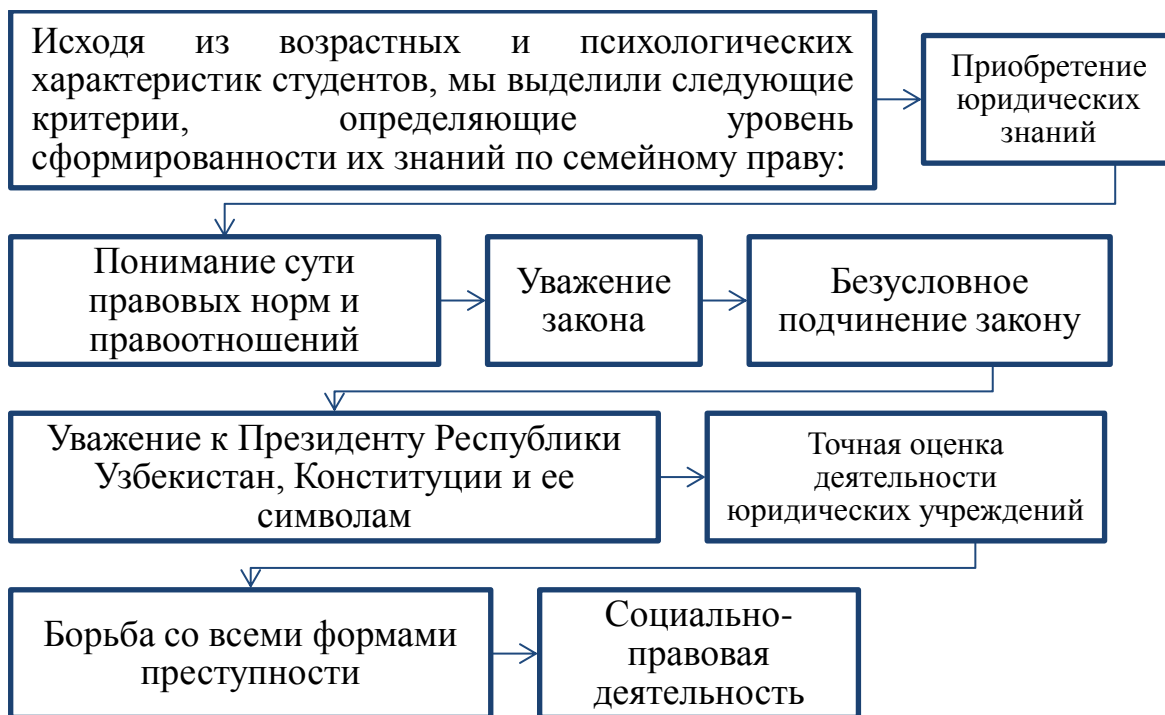 Исходя из возрастных и психологических
характеристик студентов, мы выделили следующие
критерии, определяющие уровень
сформированности их знаний по семейному праву:
Приобретение
юридических
знаний
Понимание сути
правовых норм и
правоотношений
Уважение
закона
Безусловное
подчинение закону
Уважение к Президенту Республики
Узбекистан, Конституции и ее
символам
Точная оценка
деятельности
юридических учреждений
Борьба со всеми формами
преступности
Социально-
правовая
деятельность